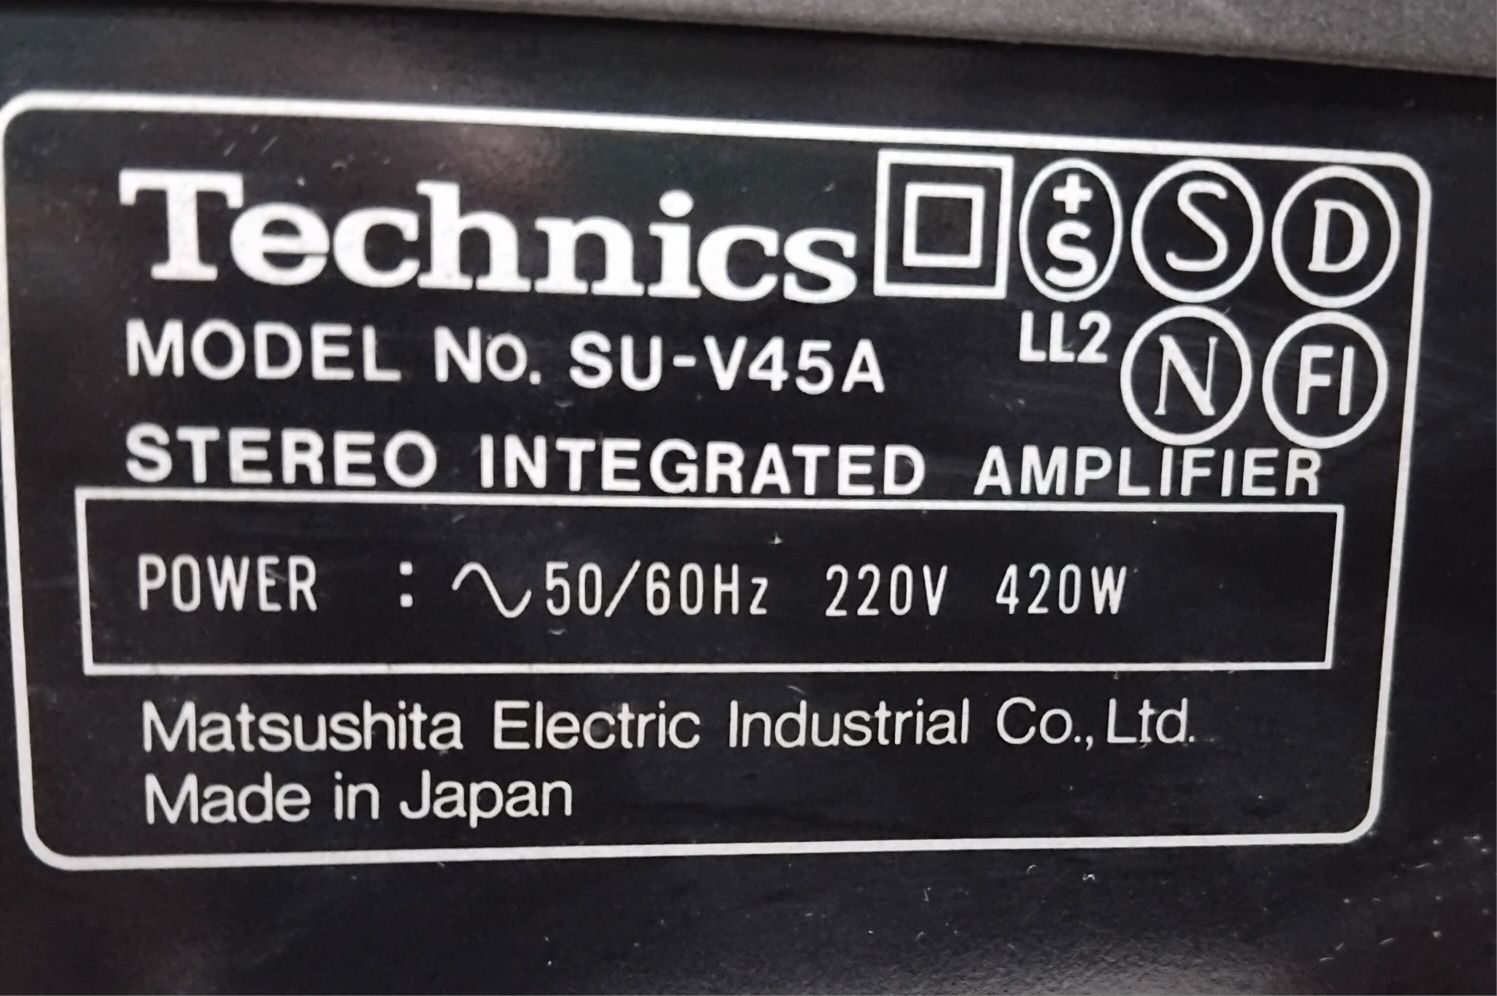 Technics +S S D
MODEL No. SU-V45A LL2 N FI
STEREO INTEGRATED AMPLIFIER
POWER : ∿50/60Hz 220V 420W
Matsushita Electric Industrial Co., Ltd.
Made in Japan